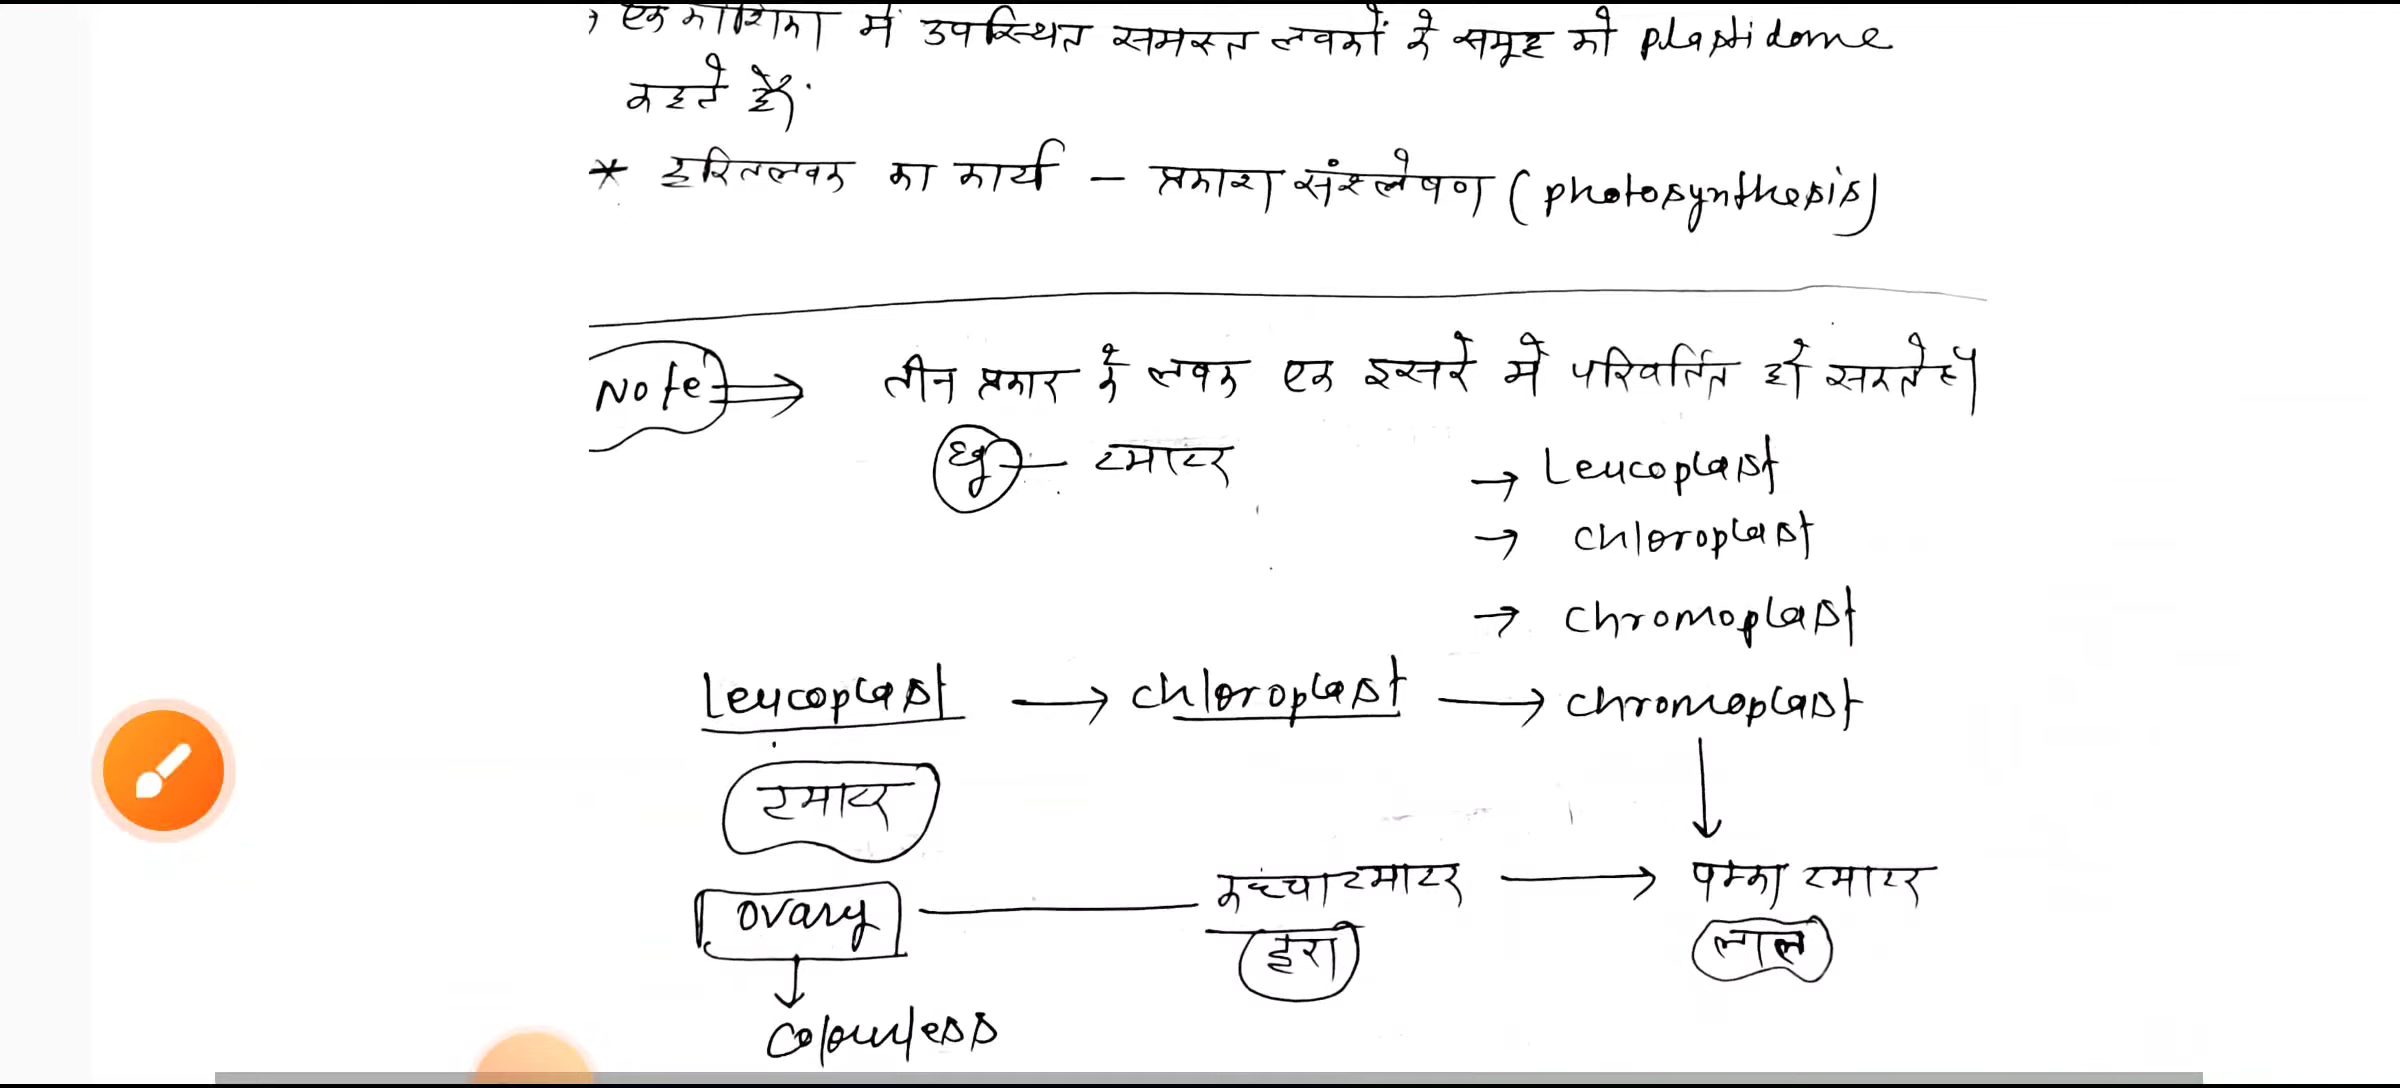 → एक कोशिका में उपस्थित समस्त लवकों के समूह को plastidome
कहते हैं।
* हरितलवक का कार्य – प्रकाश संश्लेषण (photosynthesis)
Note ⇒ तीन प्रकार के लवक एक दूसरे में परिवर्तित हो सकते हैं।
Eg – टमाटर
→ Leucoplast
→ chloroplast
→ chromoplast
Leucoplast → chloroplast → chromoplast
टमाटर
ovary — कच्चा टमाटर → पक्का टमाटर
हरा लाल
colourless